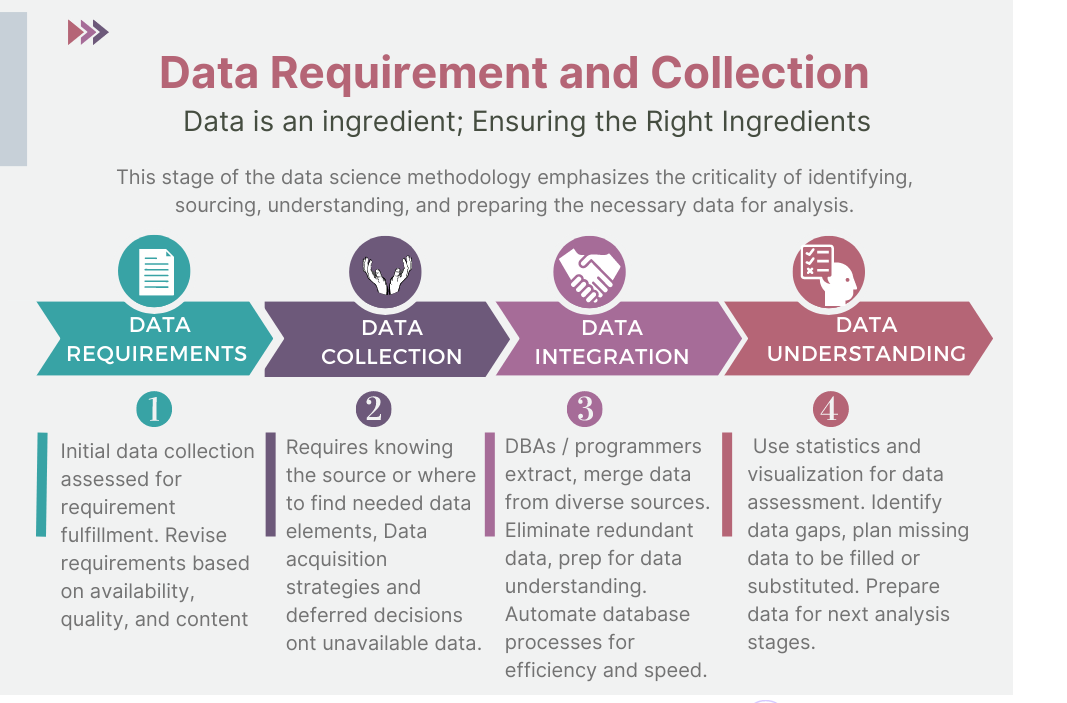 Data Requirement and Collection
Data is an ingredient; Ensuring the Right Ingredients
This stage of the data science methodology emphasizes the criticality of identifying,
sourcing, understanding, and preparing the necessary data for analysis.
DATA
REQUIREMENTS
DATA
COLLECTION
DATA
INTEGRATION
DATA
UNDERSTANDING
1
Initial data collection
assessed for
requirement
fulfillment. Revise
requirements based
on availability,
quality, and content
2
Requires knowing
the source or where
to find needed data
elements, Data
acquisition
strategies and
deferred decisions
ont unavailable data.
3
DBAs / programmers
extract, merge data
from diverse sources.
Eliminate redundant
data, prep for data
understanding.
Automate database
processes for
efficiency and speed.
4
Use statistics and
visualization for data
assessment. Identify
data gaps, plan missing
data to be filled or
substituted. Prepare
data for next analysis
stages.